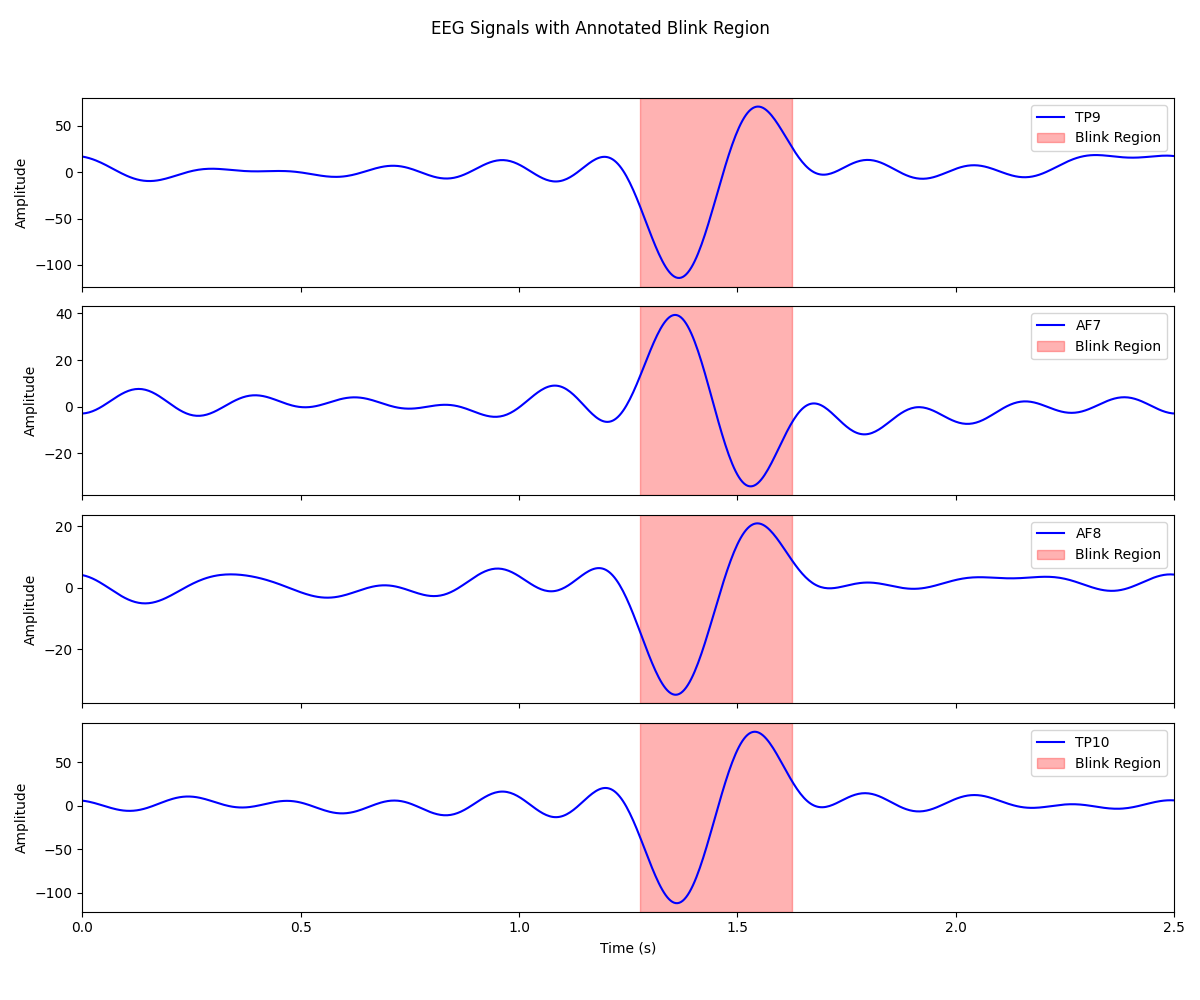 EEG Signals with Annotated Blink Region
Amplitude
50
0
−50
−100
TP9
Blink Region
Amplitude
40
20
0
−20
AF7
Blink Region
Amplitude
20
0
−20
AF8
Blink Region
Amplitude
50
0
−50
−100
TP10
Blink Region
0.0 0.5 1.0 1.5 2.0 2.5
Time (s)